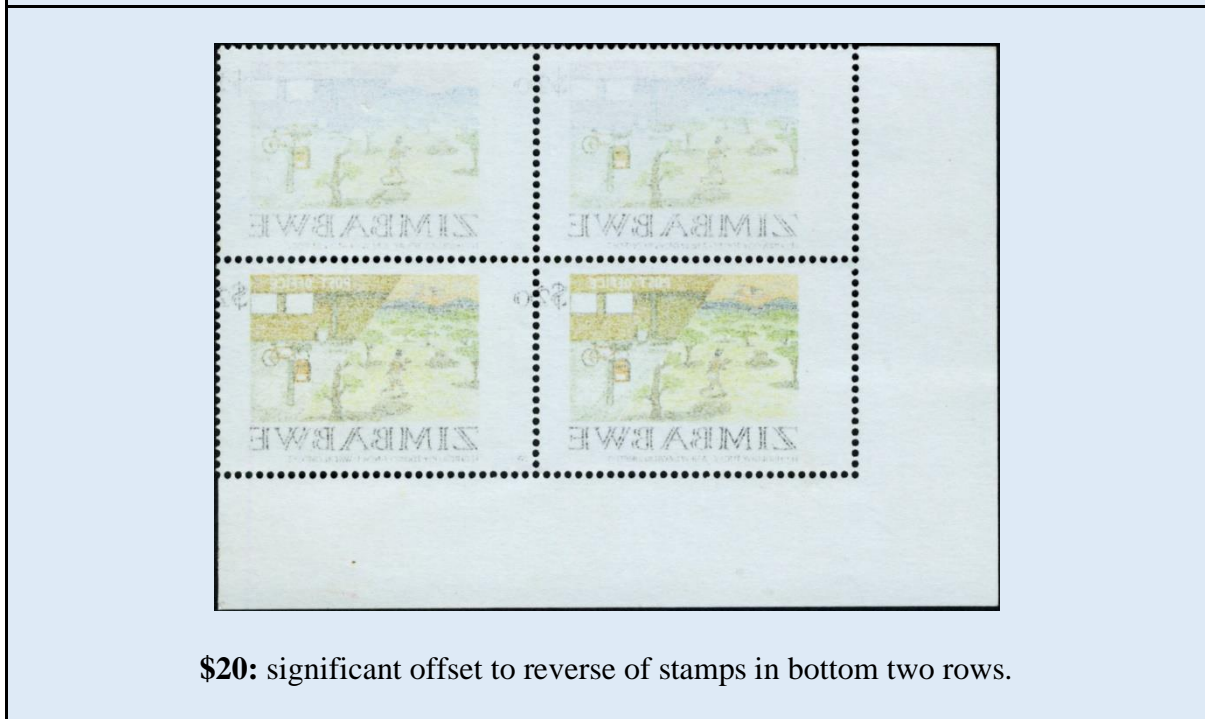 ZIMBABWE ZIMBABWE
POST OFFICE POST OFFICE
$20
ZIMBABWE ZIMBABWE
$20: significant offset to reverse of stamps in bottom two rows.